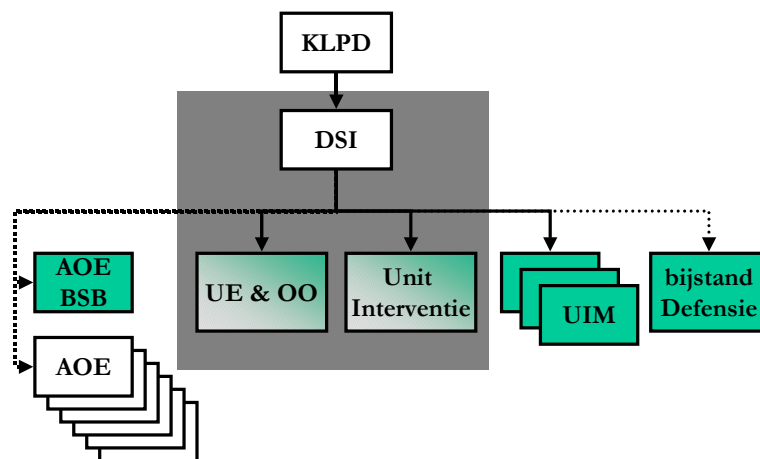 KLPD
DSI
AOE
BSB
UE & OO
Unit
Interventie
UIM
bijstand
Defensie
AOE